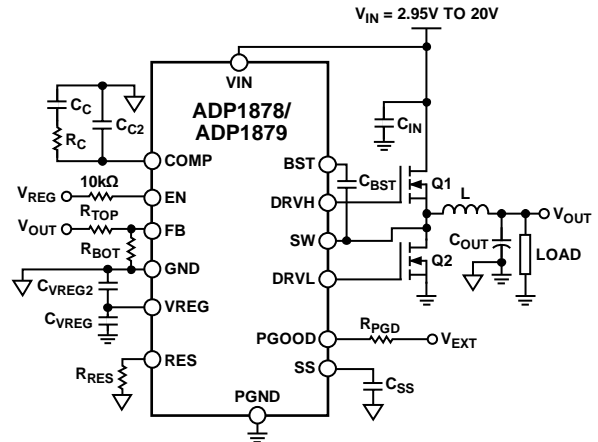 VIN = 2.95V TO 20V
VIN
ADP1878/
ADP1879
CC
CC2
RC
CIN
COMP
BST
CBST
Q1
VREG
10kΩ
EN
DRVH
L
VOUT
VOUT
RTOP
FB
SW
COUT
LOAD
RBOT
GND
Q2
CVREG2
DRVL
VREG
CVREG
PGOOD
RPGD
VEXT
RES
SS
RRES
PGND
CSS